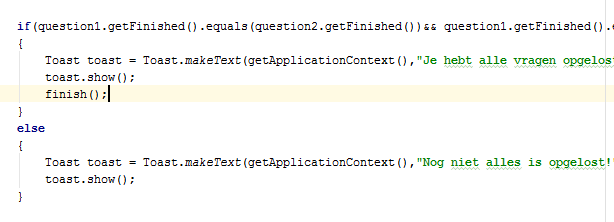 if(question1.getFinished().equals(question2.getFinished())&& question1.getFinished().
{
Toast toast = Toast.makeText(getApplicationContext(),"Je hebt alle vragen opgelost
toast.show();
finish();
}
else
{
Toast toast = Toast.makeText(getApplicationContext(),"Nog niet alles is opgelost!"
toast.show();
}